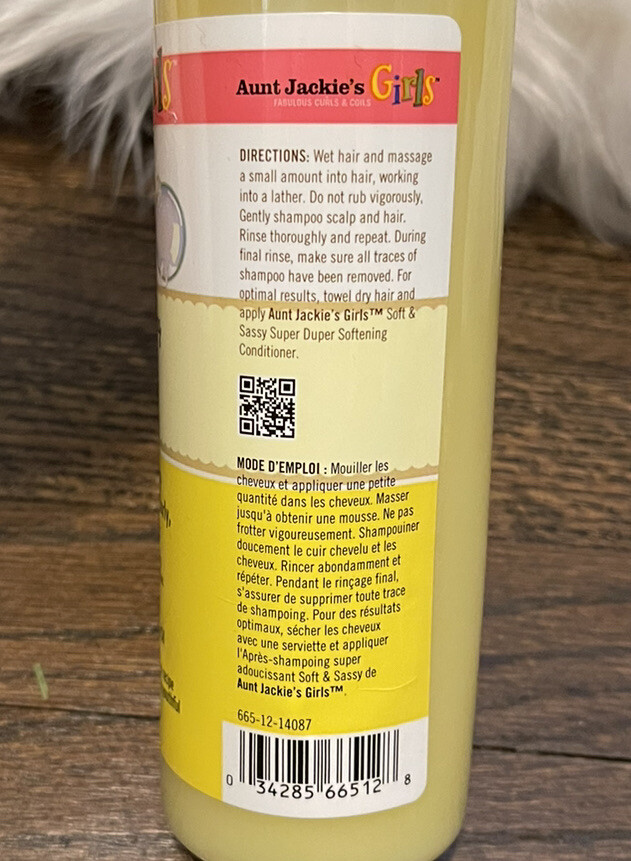 Aunt Jackie's Girls™
FABULOUS CURLS & COILS
DIRECTIONS: Wet hair and massage
a small amount into hair, working
into a lather. Do not rub vigorously,
Gently shampoo scalp and hair.
Rinse thoroughly and repeat. During
final rinse, make sure all traces of
shampoo have been removed. For
optimal results, towel dry hair and
apply Aunt Jackie's Girls™ Soft &
Sassy Super Duper Softening
Conditioner.
MODE D'EMPLOI : Mouiller les
cheveux et appliquer une petite
quantité dans les cheveux. Masser
jusqu'à obtenir une mousse. Ne pas
frotter vigoureusement. Shampouiner
doucement le cuir chevelu et les
cheveux. Rincer abondamment et
répéter. Pendant le rinçage final,
s'assurer de supprimer toute trace
de shampoing. Pour des résultats
optimaux, sécher les cheveux
avec une serviette et appliquer
l'Après-shampoing super
adoucissant Soft & Sassy de
Aunt Jackie's Girls™.
665-12-14087
0 34285 66512 8